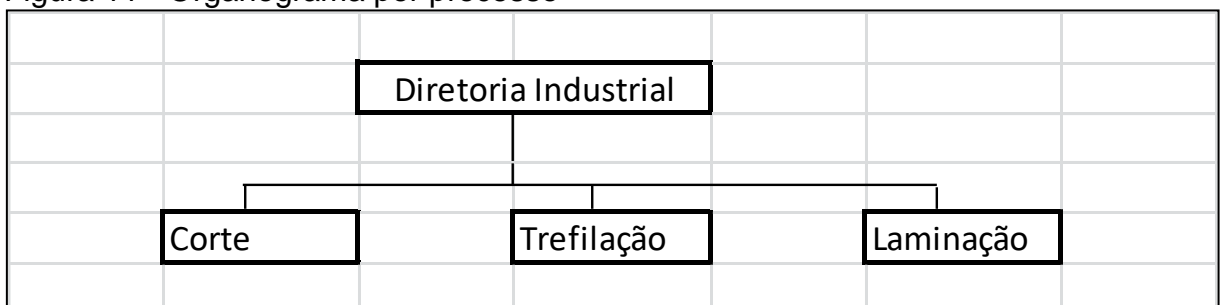 Organograma por processo
Diretoria Industrial
Corte
Trefilação
Laminação